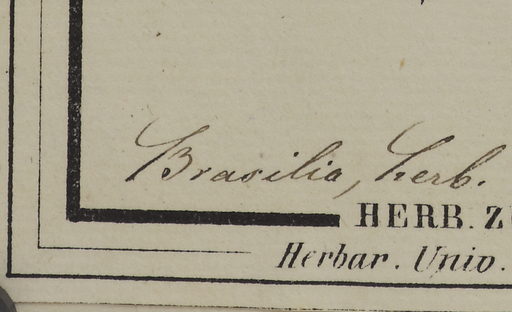 Brasilia, herb.
HERB. Z
Herbar. Univ.